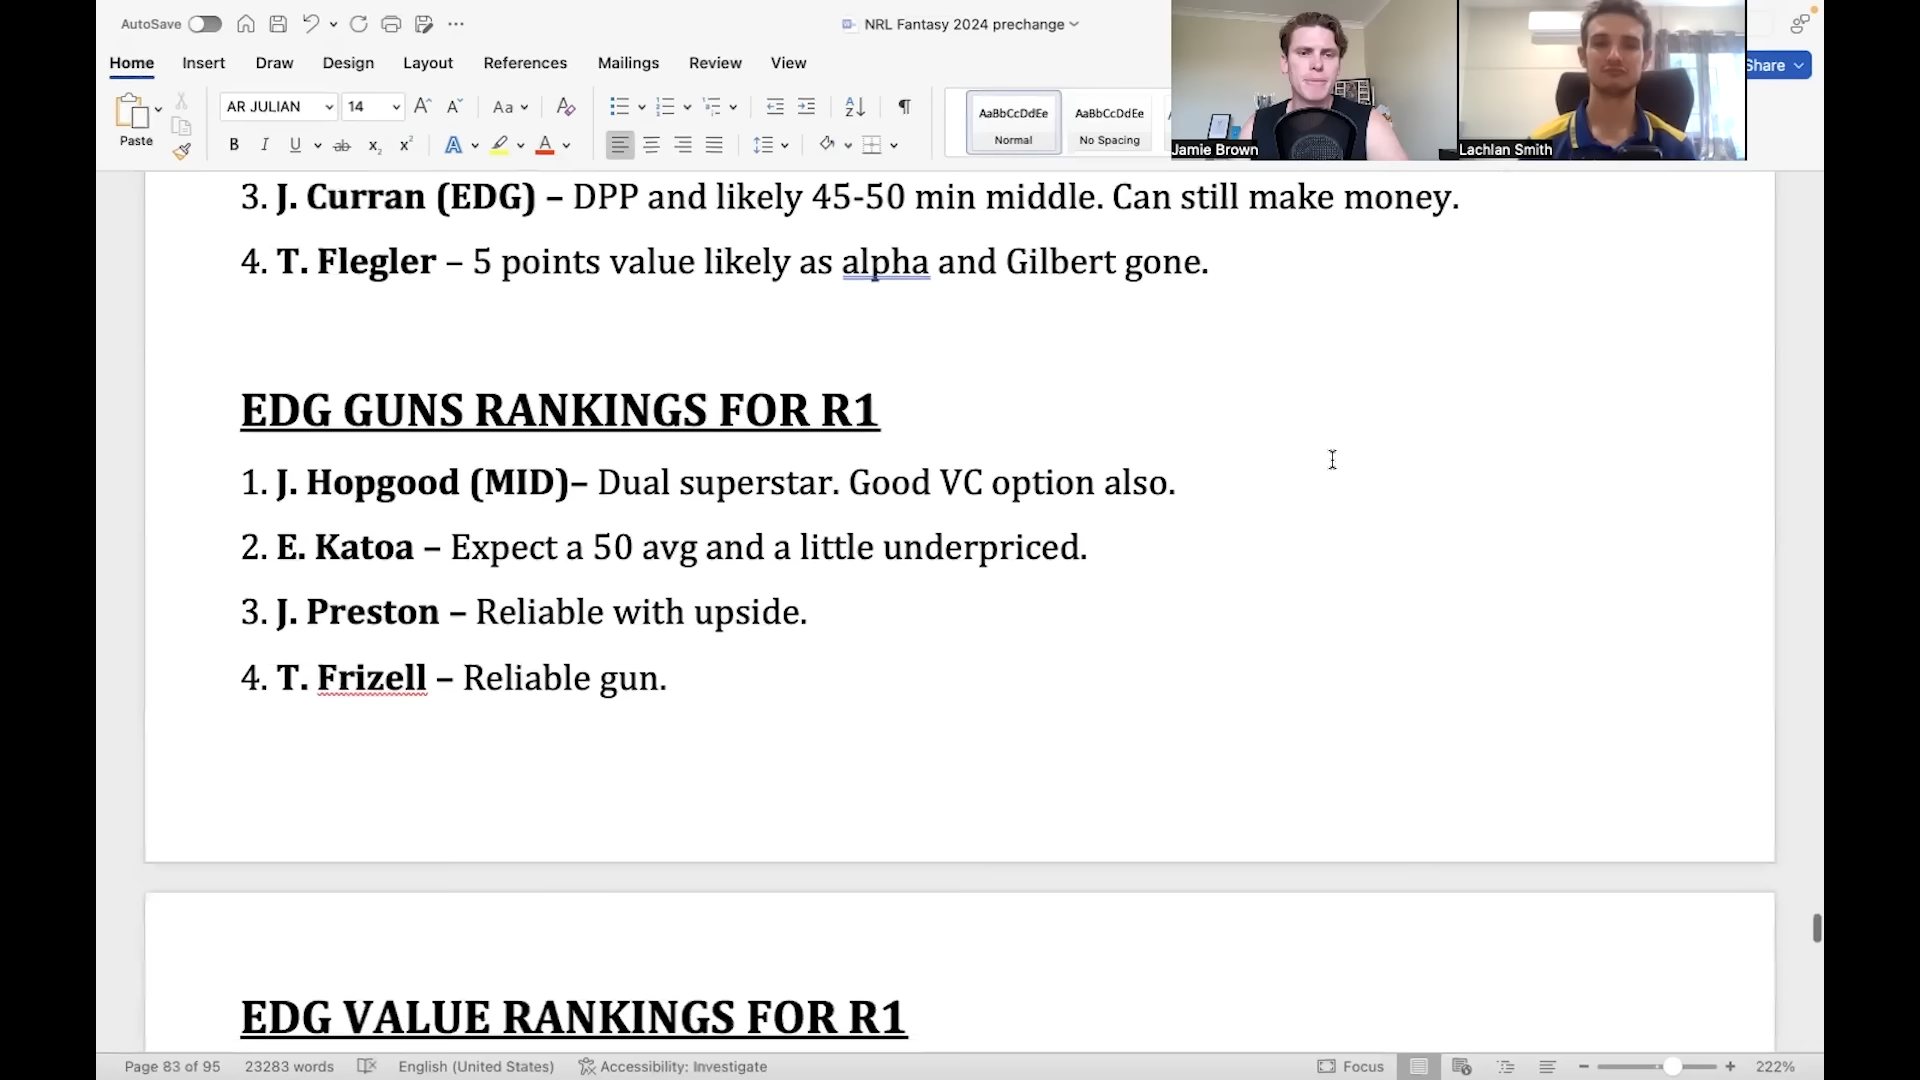 AutoSave
NRL Fantasy 2024 prechange
Home Insert Draw Design Layout References Mailings Review View
Share
Paste
AR JULIAN 14
AaBbCcDdEe AaBbCcDdEe
Normal No Spacing
Jamie Brown
Lachlan Smith
3. J. Curran (EDG) – DPP and likely 45-50 min middle. Can still make money.
4. T. Flegler – 5 points value likely as alpha and Gilbert gone.
EDG GUNS RANKINGS FOR R1
1. J. Hopgood (MID)– Dual superstar. Good VC option also.
2. E. Katoa – Expect a 50 avg and a little underpriced.
3. J. Preston – Reliable with upside.
4. T. Frizell – Reliable gun.
EDG VALUE RANKINGS FOR R1
Page 83 of 95 23283 words English (United States) Accessibility: Investigate Focus 222%